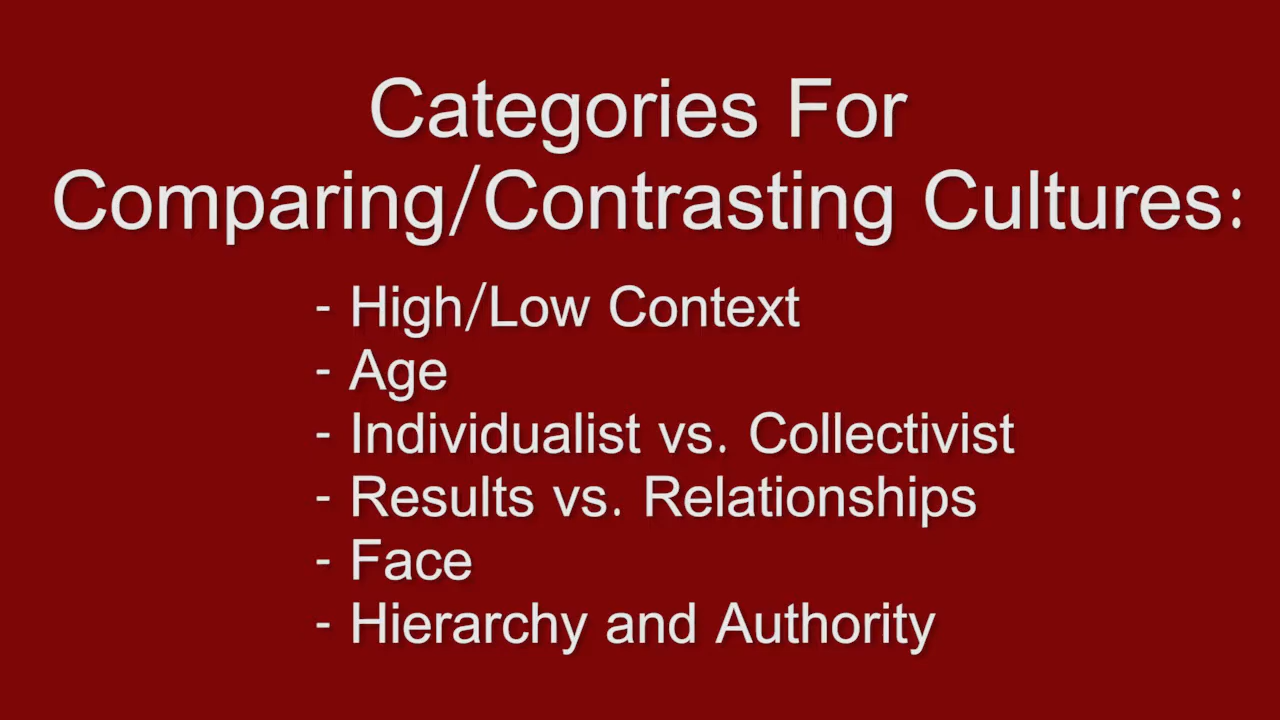 Categories For
Comparing/Contrasting Cultures:
- High/Low Context
- Age
- Individualist vs. Collectivist
- Results vs. Relationships
- Face
- Hierarchy and Authority